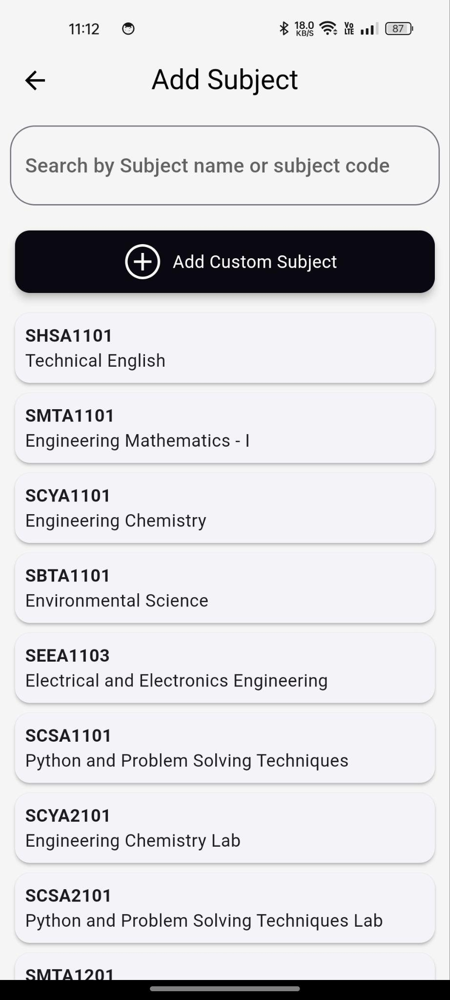 11:12
18.0
KB/S
Vo
LTE
87
Add Subject
Search by Subject name or subject code
Add Custom Subject
SHSA1101
Technical English
SMTA1101
Engineering Mathematics - I
SCYA1101
Engineering Chemistry
SBTA1101
Environmental Science
SEEA1103
Electrical and Electronics Engineering
SCSA1101
Python and Problem Solving Techniques
SCYA2101
Engineering Chemistry Lab
SCSA2101
Python and Problem Solving Techniques Lab
SMTA1201